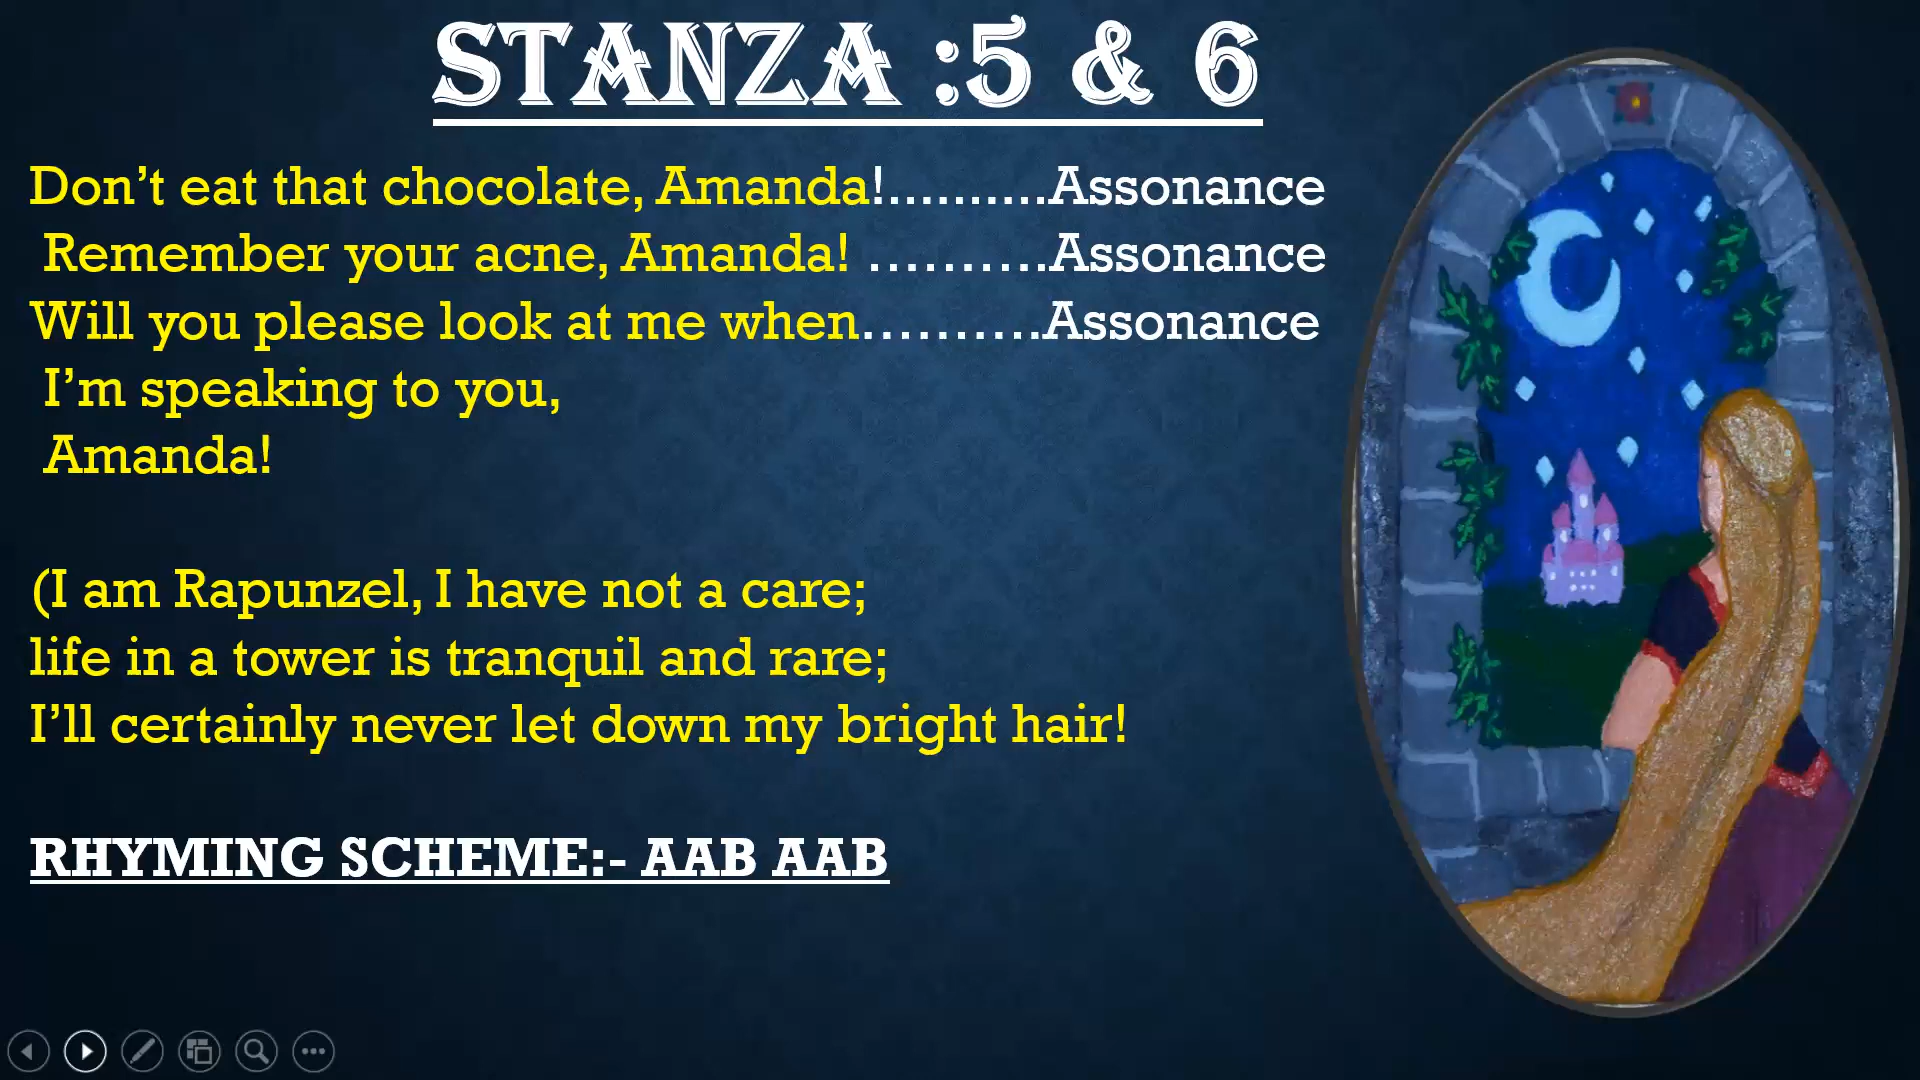 STANZA :5 & 6
Don’t eat that chocolate, Amanda!..........Assonance
Remember your acne, Amanda! ..........Assonance
Will you please look at me when..........Assonance
I’m speaking to you,
Amanda!
(I am Rapunzel, I have not a care;
life in a tower is tranquil and rare;
I’ll certainly never let down my bright hair!
RHYMING SCHEME:- AAB AAB